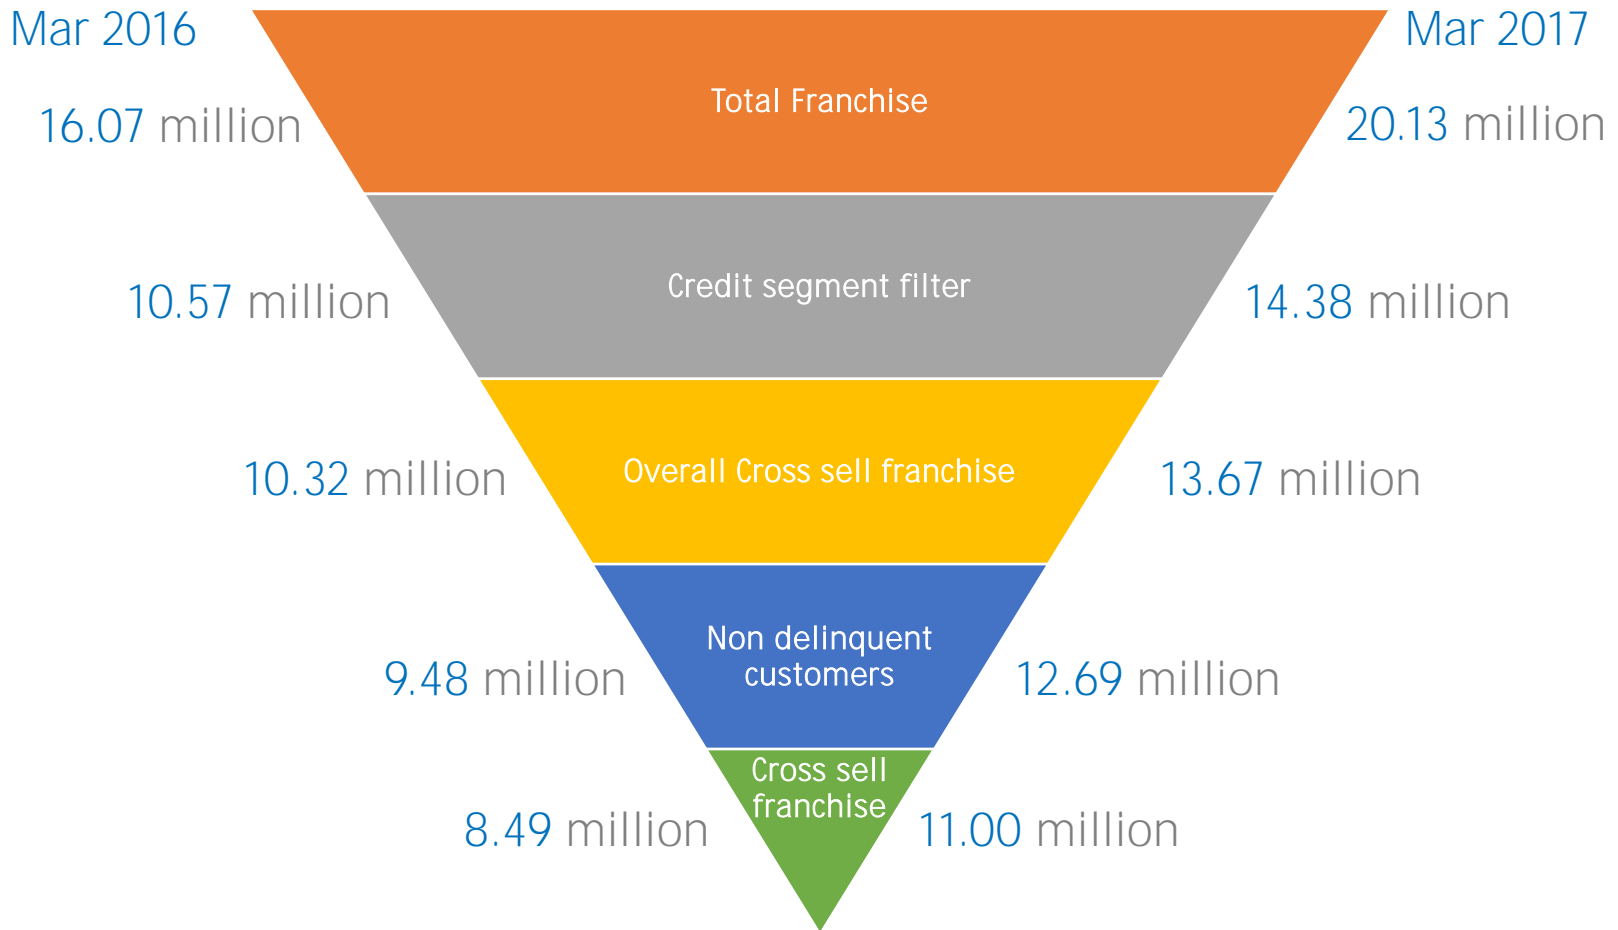 Mar 2016
Mar 2017
Total Franchise
16.07 million
20.13 million
Credit segment filter
10.57 million
14.38 million
Overall Cross sell franchise
10.32 million
13.67 million
Non delinquent
customers
9.48 million
12.69 million
Cross sell
franchise
8.49 million
11.00 million